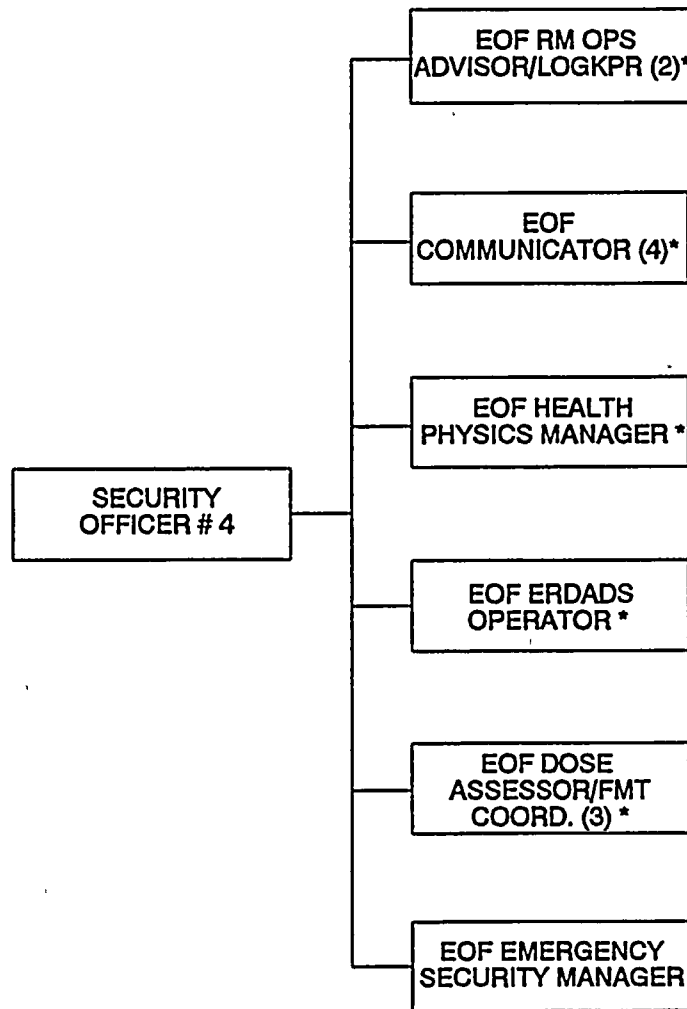 EOF RM OPS
ADVISOR/LOGKPR (2)*
EOF
COMMUNICATOR (4)*
EOF HEALTH
PHYSICS MANAGER *
SECURITY
OFFICER # 4
EOF ERDADS
OPERATOR *
EOF DOSE
ASSESSOR/FMT
COORD. (3) *
EOF EMERGENCY
SECURITY MANAGER